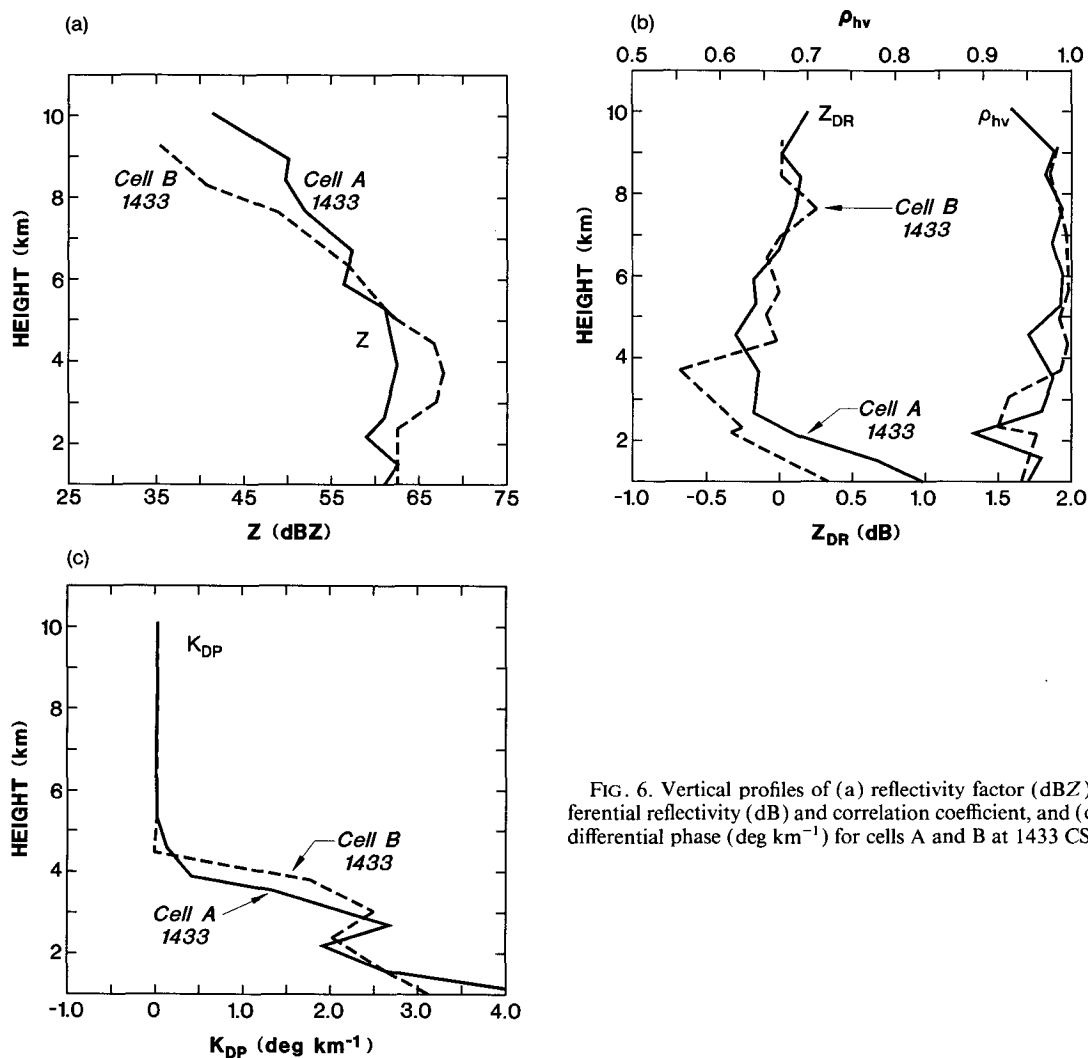 (a)
HEIGHT (km)
10
8
6
4
2
Cell B
1433
Cell A
1433
Z
25 35 45 55 65 75
Z (dBZ)
(b)
ρhv
0.5 0.6 0.7 0.8 0.9 1.0
HEIGHT (km)
10
8
6
4
2
ZDR
ρhv
Cell B
1433
Cell A
1433
-1.0 -0.5 0 0.5 1.0 1.5 2.0
ZDR (dB)
(c)
HEIGHT (km)
10
8
6
4
2
KDP
Cell B
1433
Cell A
1433
-1.0 0 1.0 2.0 3.0 4.0
KDP (deg km⁻¹)
FIG. 6. Vertical profiles of (a) reflectivity factor (dBZ)
ferential reflectivity (dB) and correlation coefficient, and (c
differential phase (deg km⁻¹) for cells A and B at 1433 CS